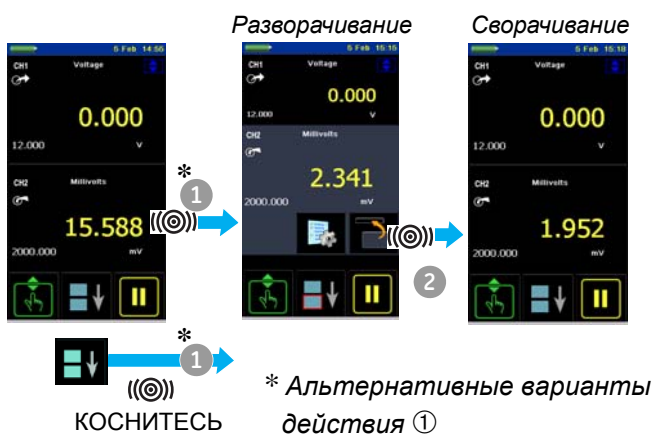 Разворачивание
Сворачивание
5 Feb 14:55
CH1 Voltage
0.000
12.000 V
CH2 Millivolts
15.588
2000.000 mV
* 1
5 Feb 15:15
CH1 Voltage
0.000
12.000 V
CH2 Millivolts
2.341
2000.000 mV
2
5 Feb 15:18
CH1 Voltage
0.000
12.000 V
CH2 Millivolts
1.952
2000.000 mV
* 1
КОСНИТЕСЬ
* Альтернативные варианты
действия ①